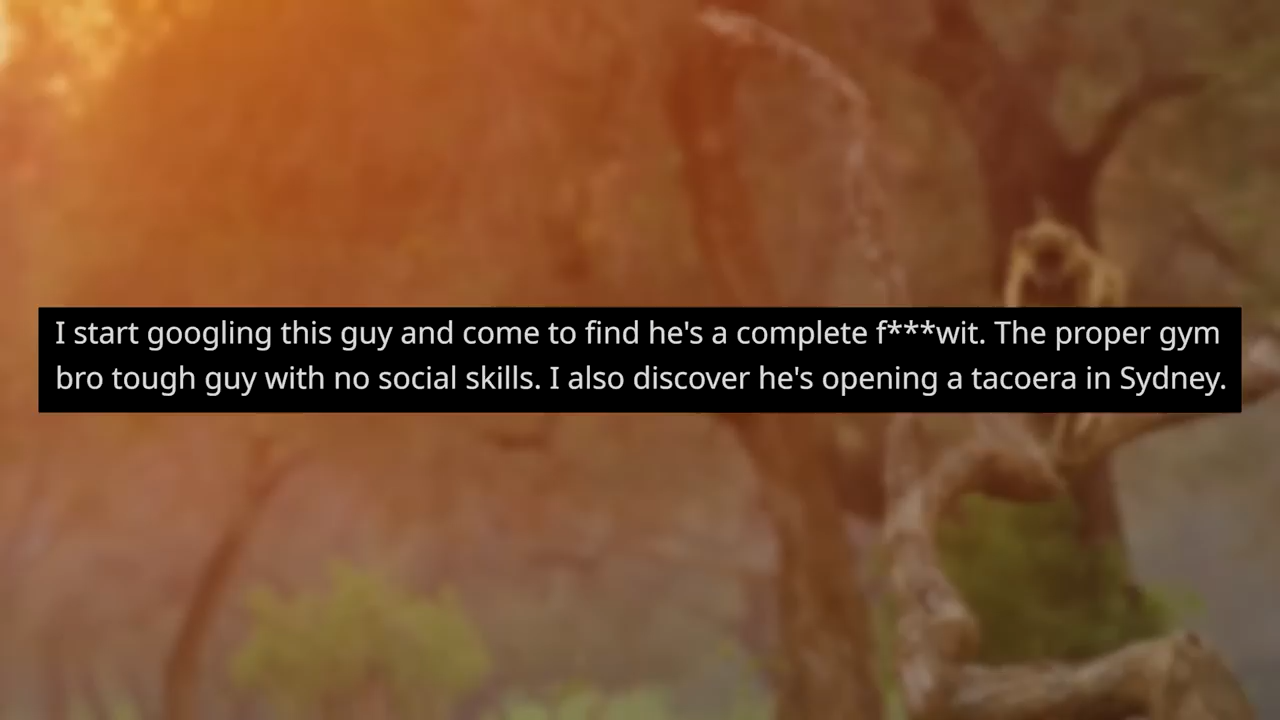 I start googling this guy and come to find he's a complete f***wit. The proper gym
bro tough guy with no social skills. I also discover he's opening a tacoera in Sydney.